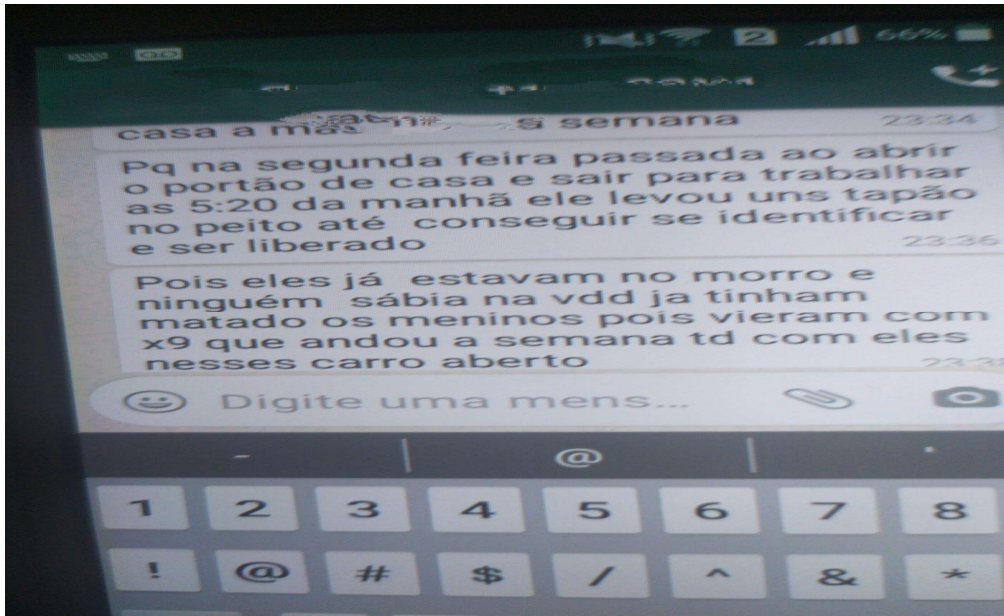 2 66%
casa a semana 23:34
Pq na segunda feira passada ao abrir
o portão de casa e sair para trabalhar
as 5:20 da manhã ele levou uns tapão
no peito até conseguir se identificar
e ser liberado 23:36
Pois eles já estavam no morro e
ninguém sábia na vdd ja tinham
matado os meninos pois vieram com
x9 que andou a semana td com eles
nesses carro aberto
Digite uma mens...
- @ .
1 2 3 4 5 6 7 8
! @ # $ / ^ & *